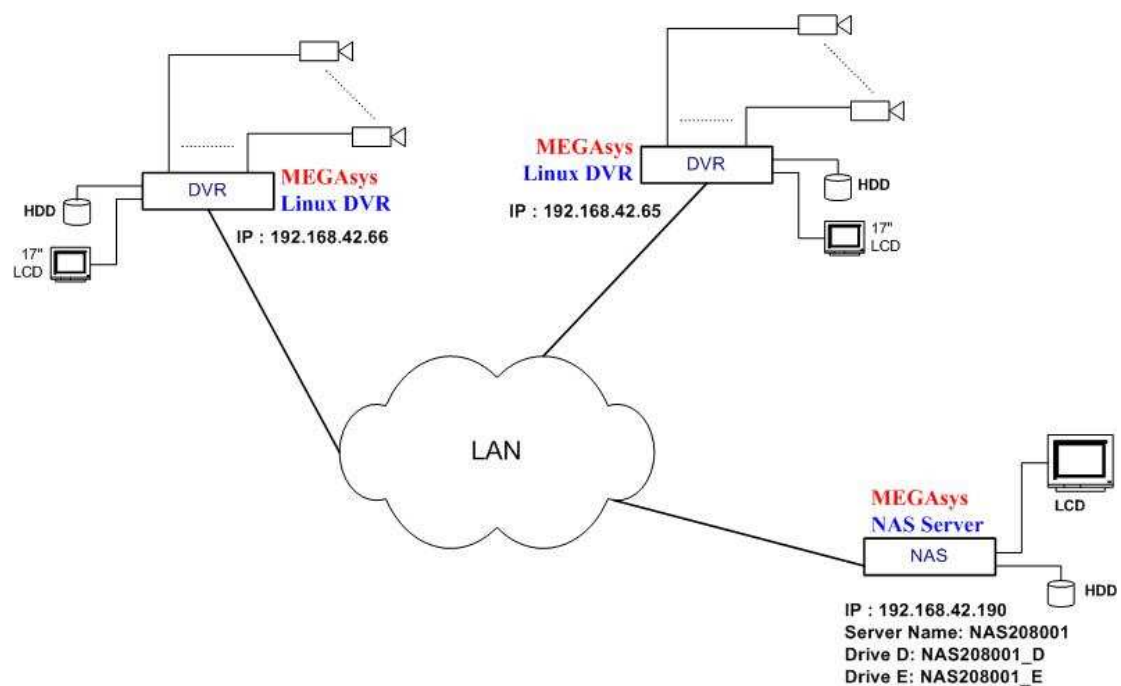 MEGAsys
Linux DVR
DVR
HDD
17"
LCD
IP : 192.168.42.66
MEGAsys
Linux DVR
DVR
HDD
17"
LCD
IP : 192.168.42.65
LAN
MEGAsys
NAS Server
NAS
LCD
HDD
IP : 192.168.42.190
Server Name: NAS208001
Drive D: NAS208001_D
Drive E: NAS208001_E